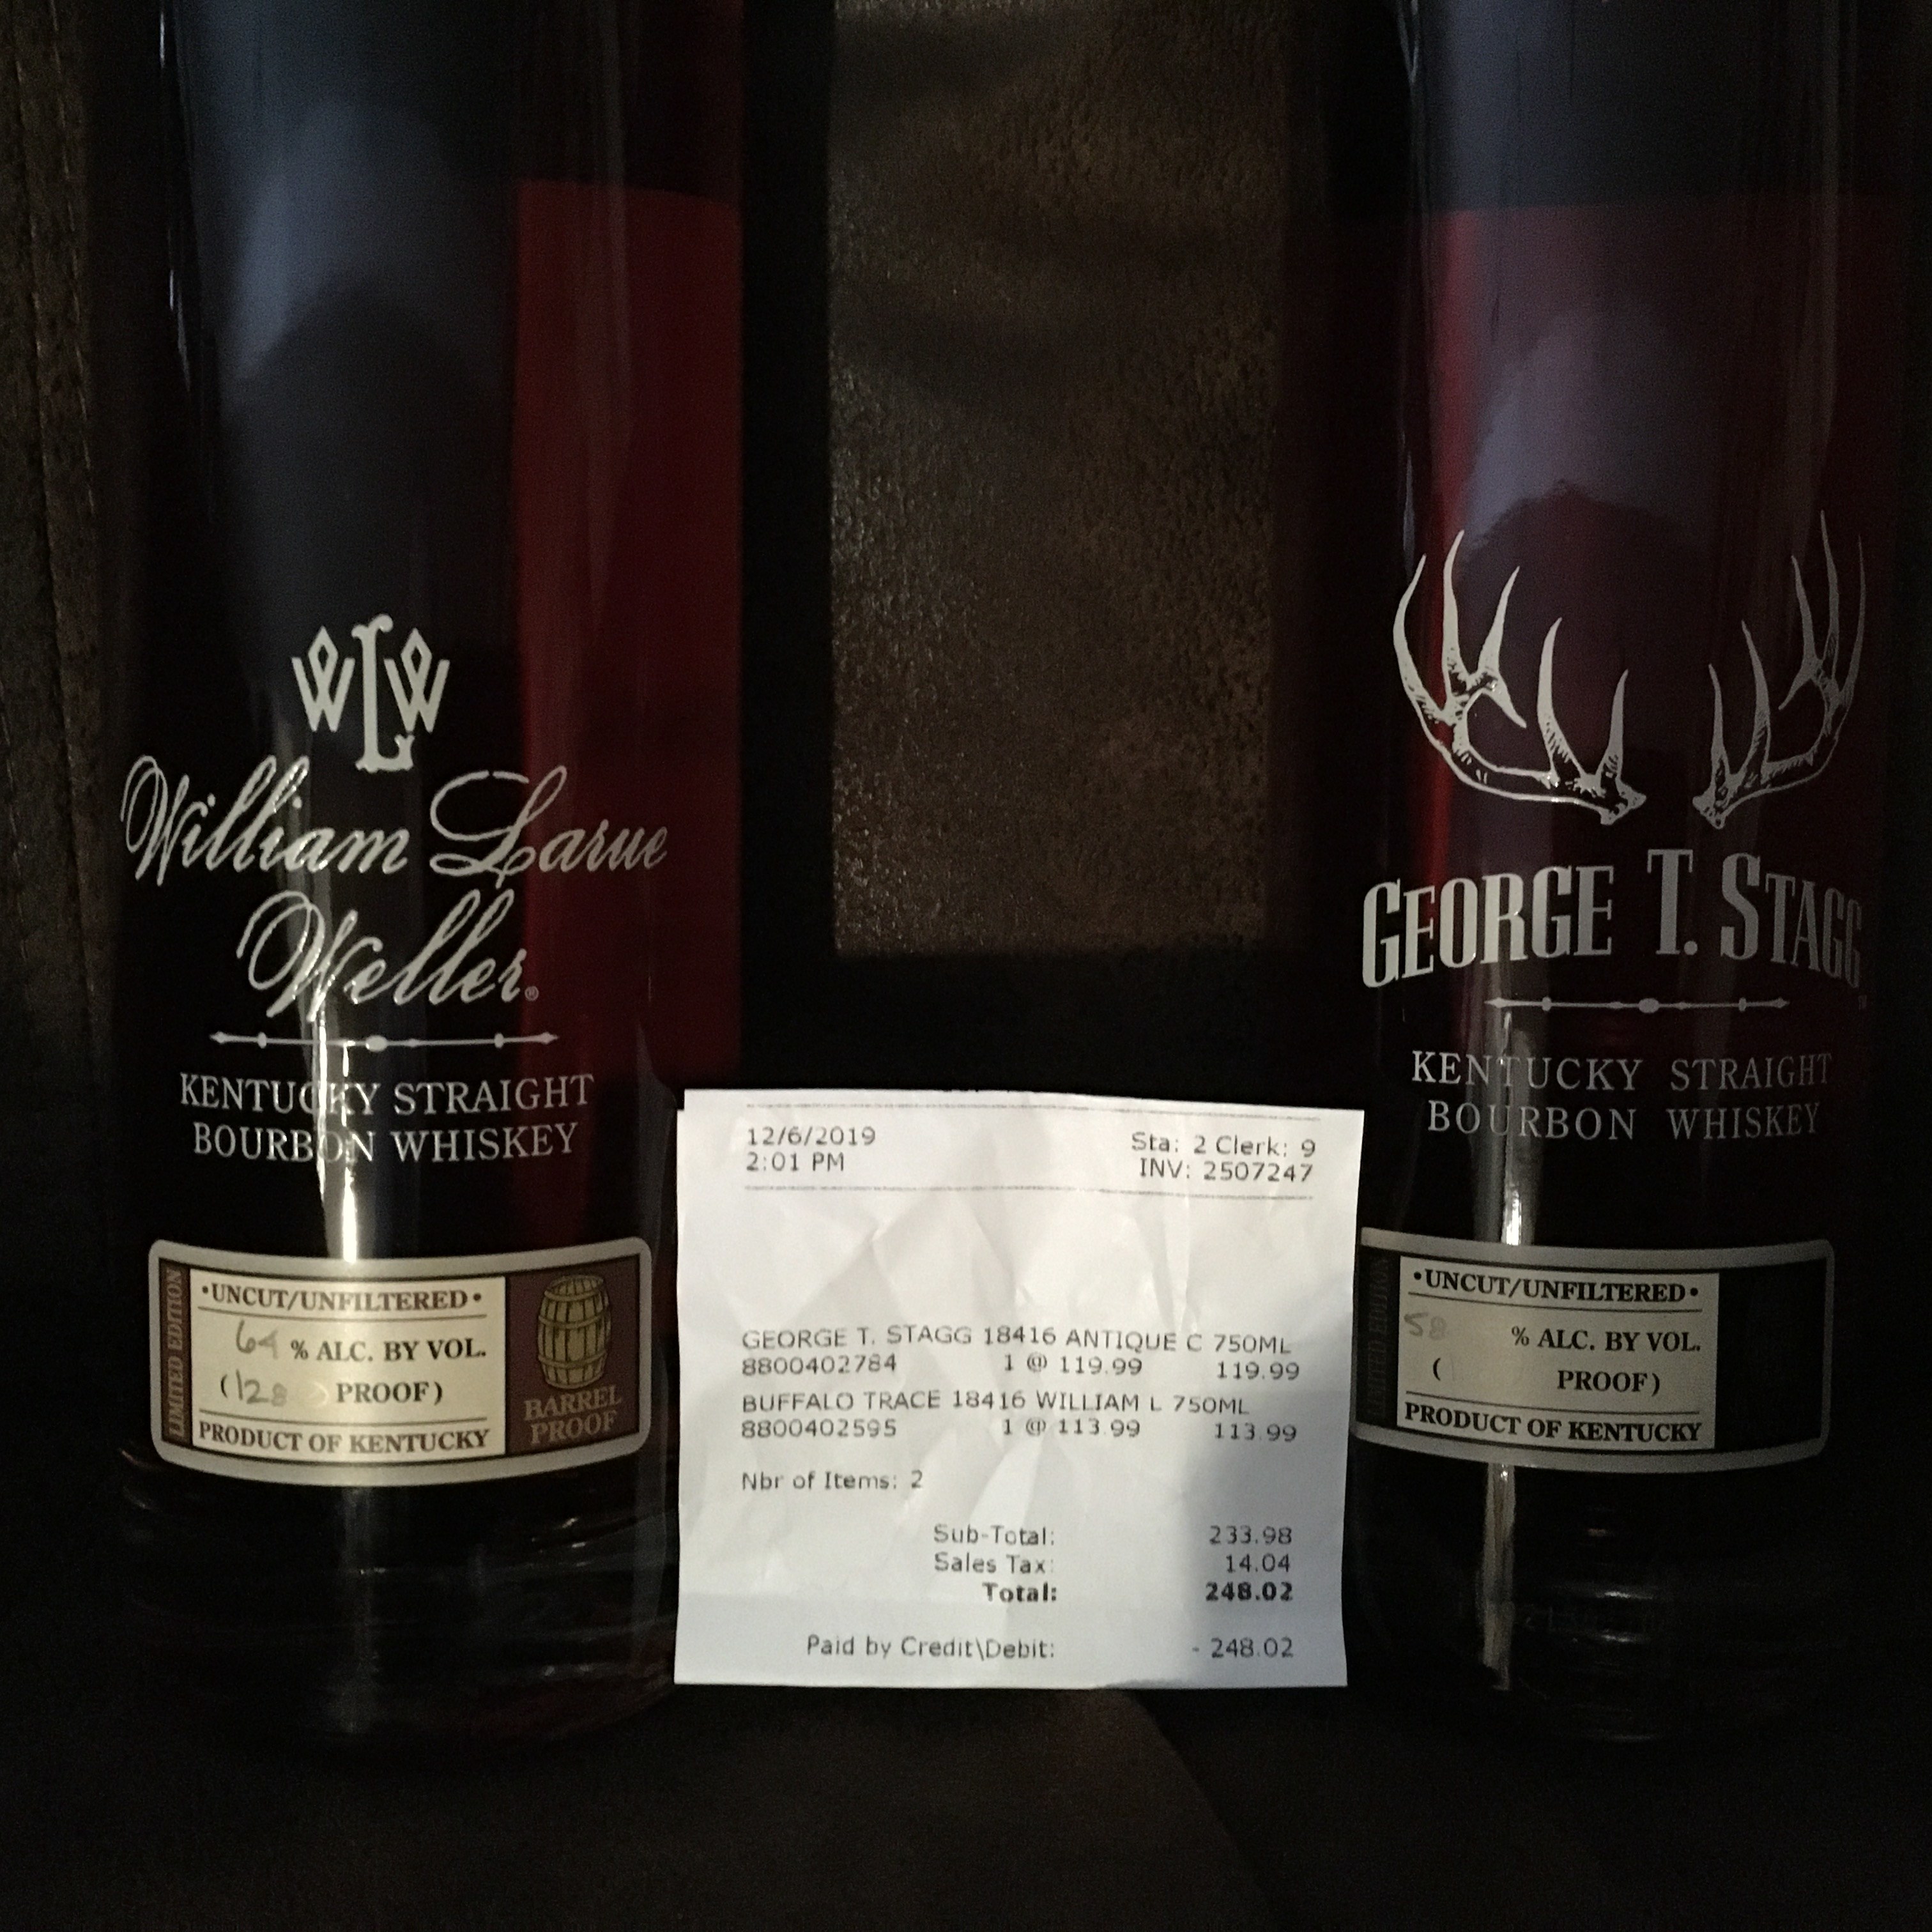 WLW
William Larue
Weller®
KENTUCKY STRAIGHT
BOURBON WHISKEY
LIMITED EDITION
•UNCUT/UNFILTERED•
64 % ALC. BY VOL.
(128 PROOF)
PRODUCT OF KENTUCKY
BARREL
PROOF
12/6/2019 Sta: 2 Clerk: 9
2:01 PM INV: 2507247
GEORGE T. STAGG 18416 ANTIQUE C 750ML
8800402784 1 @ 119.99 119.99
BUFFALO TRACE 18416 WILLIAM L 750ML
8800402595 1 @ 113.99 113.99
Nbr of Items: 2
Sub-Total: 233.98
Sales Tax: 14.04
Total: 248.02
Paid by Credit\Debit: - 248.02
GEORGE T. STAGG
KENTUCKY STRAIGHT
BOURBON WHISKEY
LIMITED EDITION
•UNCUT/UNFILTERED•
58 % ALC. BY VOL.
( PROOF)
PRODUCT OF KENTUCKY